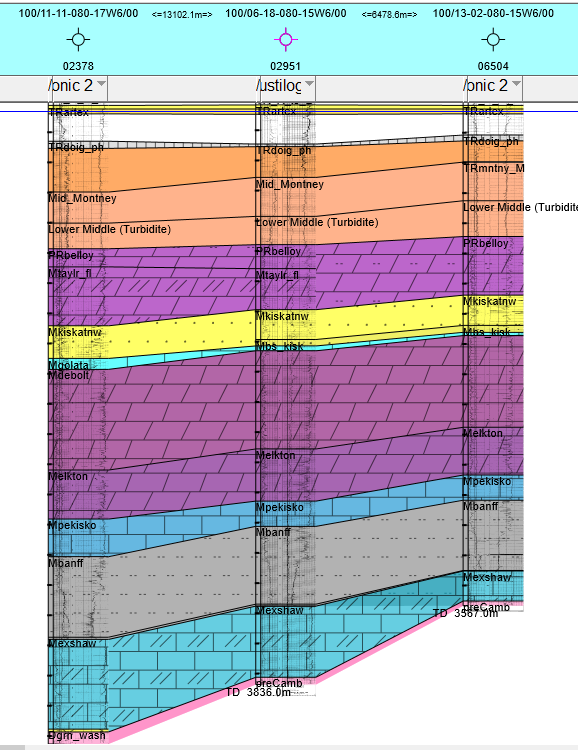 100/11-11-080-17W6/00 <=13102.1m=> 100/06-18-080-15W6/00 <=6478.6m=> 100/13-02-080-15W6/00
02378 02951 06504
/onic 2 /ustilog /onic 2
TRartex TRartex TRartex
TRdoig_ph TRdoig_ph TRdoig_ph
TRmntny_M
Mid_Montney Mid_Montney
Lower Middle (Turbidite) Lower Middle (Turbidite) Lower Middle (Turbidite
PRbelloy PRbelloy PRbelloy
Mtaylr_fl Mtaylr_fl
Mkiskatnw Mkiskatnw Mkiskatnw
Mbs_kisk Mbs_kisk
Mgolata
Mdebolt
Melkton Melkton Melkton
Mpekisko Mpekisko Mpekisko
Mbanff Mbanff Mbanff
Mexshaw Mexshaw Mexshaw
preCamb preCamb
TD 3836.0m TD 3567.0m
Dgrn_wash